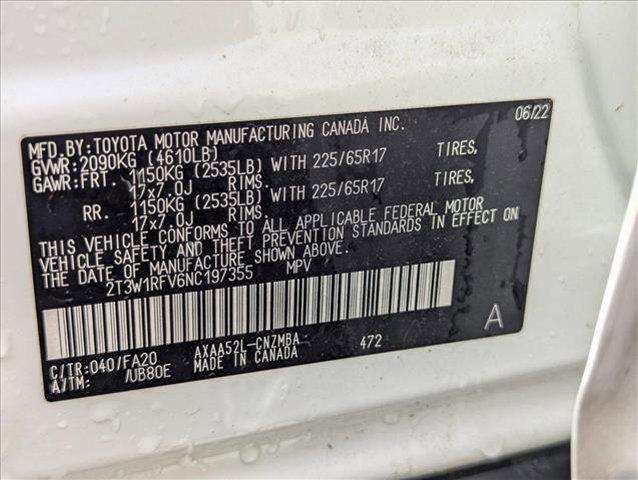 06/22
MFD.BY:TOYOTA MOTOR MANUFACTURING CANADA INC.
GVWR:2090KG (4610LB)
GAWR:FRT. 1150KG (2535LB) WITH 225/65R17 TIRES,
17x7.0J RIMS.
RR. 1150KG (2535LB) WITH 225/65R17 TIRES,
17x7.0J RIMS.
THIS VEHICLE CONFORMS TO ALL APPLICABLE FEDERAL MOTOR
VEHICLE SAFETY AND THEFT PREVENTION STANDARDS IN EFFECT ON
THE DATE OF MANUFACTURE SHOWN ABOVE.
2T3W1RFV6NC197355 MPV
C/TR:040/FA20 AXAA52L-CNZMBA 472 A
A/TM: /UB80E MADE IN CANADA